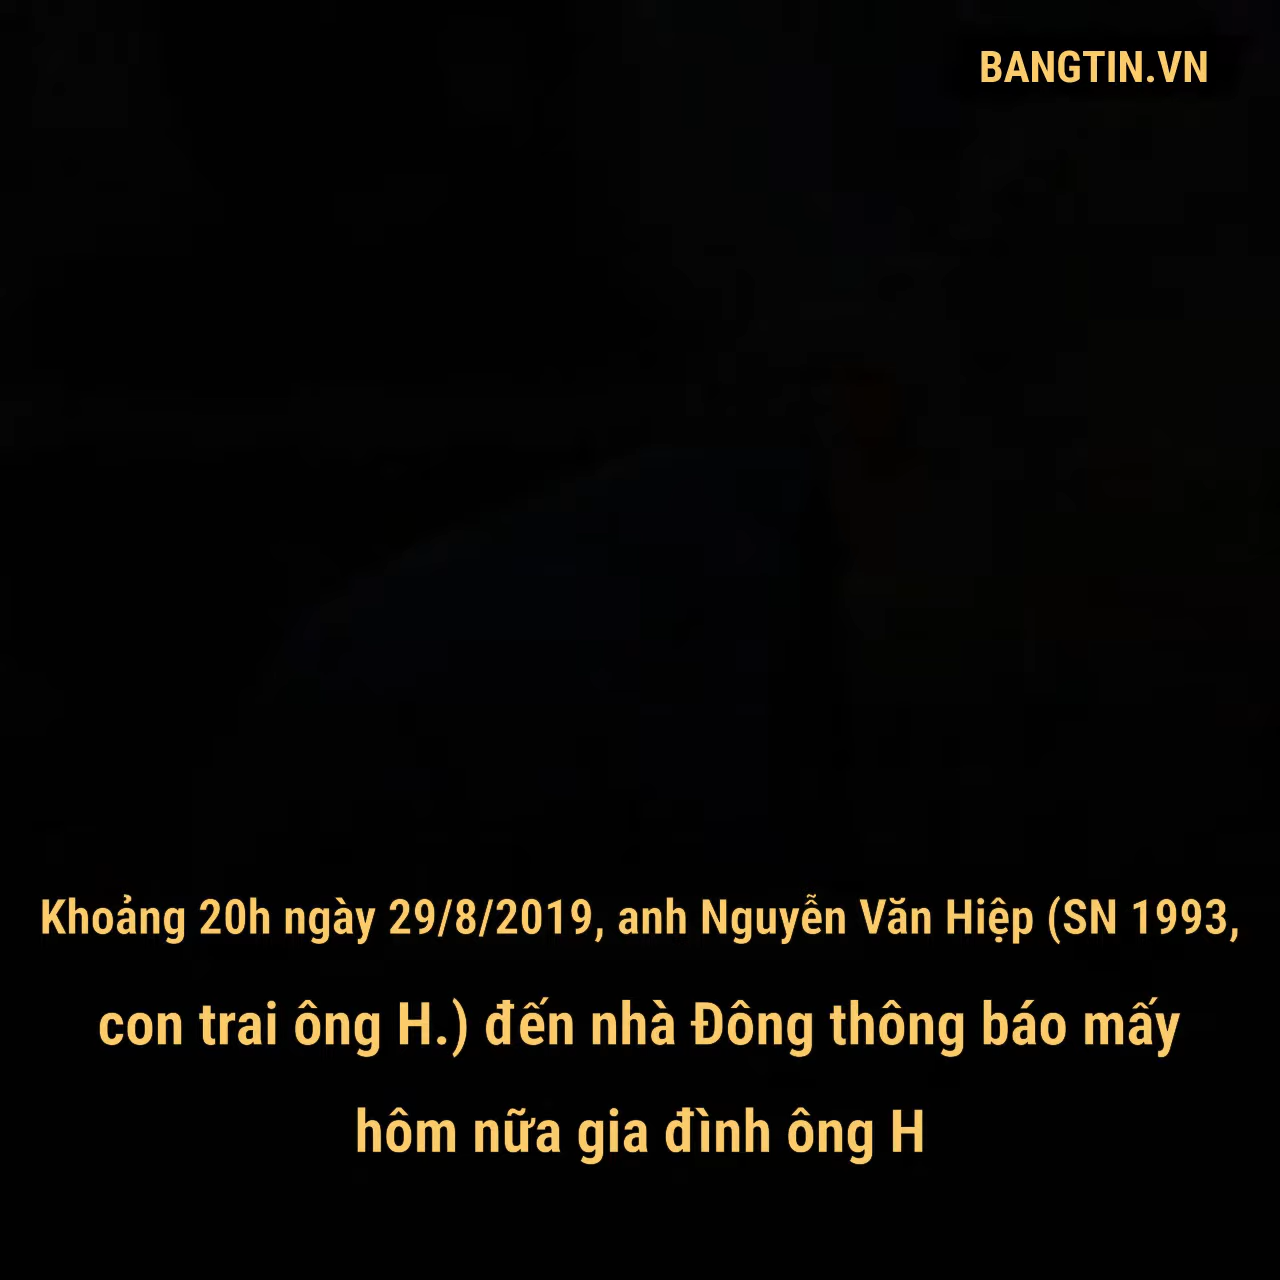 BANGTIN.VN
Khoảng 20h ngày 29/8/2019, anh Nguyễn Văn Hiệp (SN 1993,
con trai ông H.) đến nhà Đông thông báo mấy
hôm nữa gia đình ông H